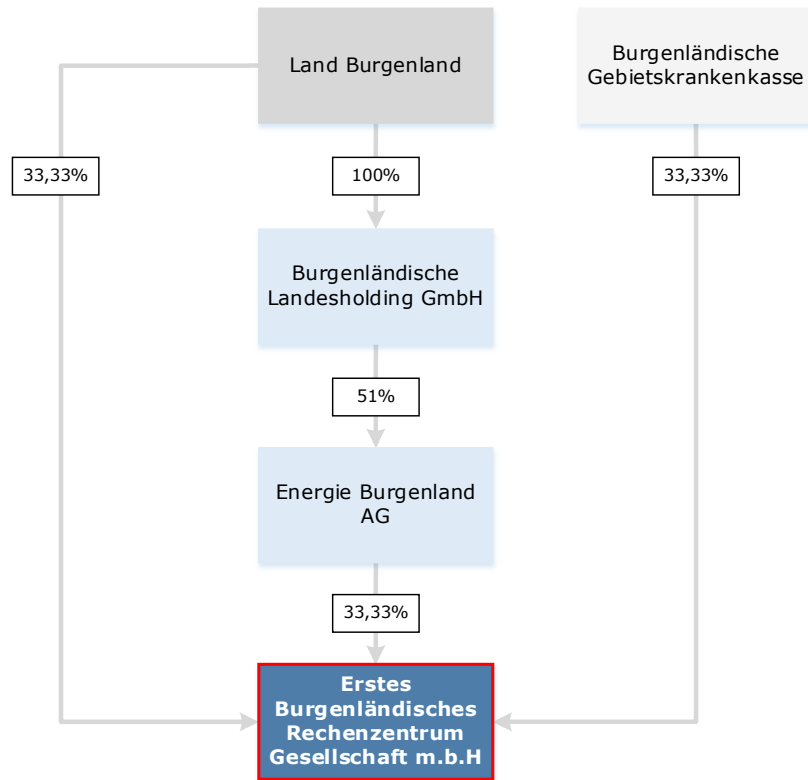 Land Burgenland
Burgenländische
Gebietskrankenkasse
33,33%
100%
33,33%
Burgenländische
Landesholding GmbH
51%
Energie Burgenland
AG
33,33%
Erstes
Burgenländisches
Rechenzentrum
Gesellschaft m.b.H